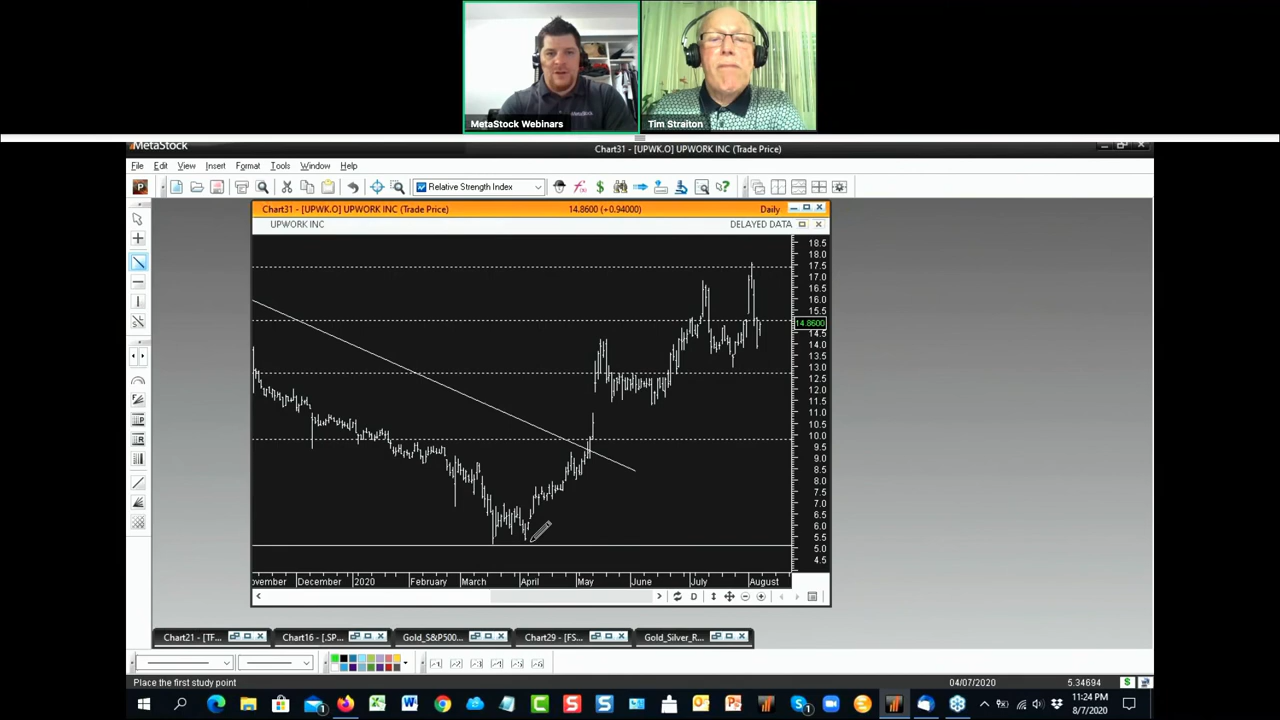 MetaStock Webinars
Tim Straiton
MetaStock
Chart31 - [UPWK.O] UPWORK INC (Trade Price)
File Edit View Insert Format Tools Window Help
Relative Strength Index
Chart31 - [UPWK.O] UPWORK INC (Trade Price) 14.8600 (+0.94000) Daily
UPWORK INC DELAYED DATA
18.5
18.0
17.5
17.0
16.5
16.0
15.5
14.8600
14.5
14.0
13.5
13.0
12.5
12.0
11.5
11.0
10.5
10.0
9.5
9.0
8.5
8.0
7.5
7.0
6.5
6.0
5.5
5.0
4.5
vember December 2020 February March April May June July August
D
Chart21 - [TF... Chart16 - [.SP... Gold_S&P500... Chart29 - [FS... Gold_Silver_R...
Place the first study point 04/07/2020 5.34694
11:24 AM
8/7/2020